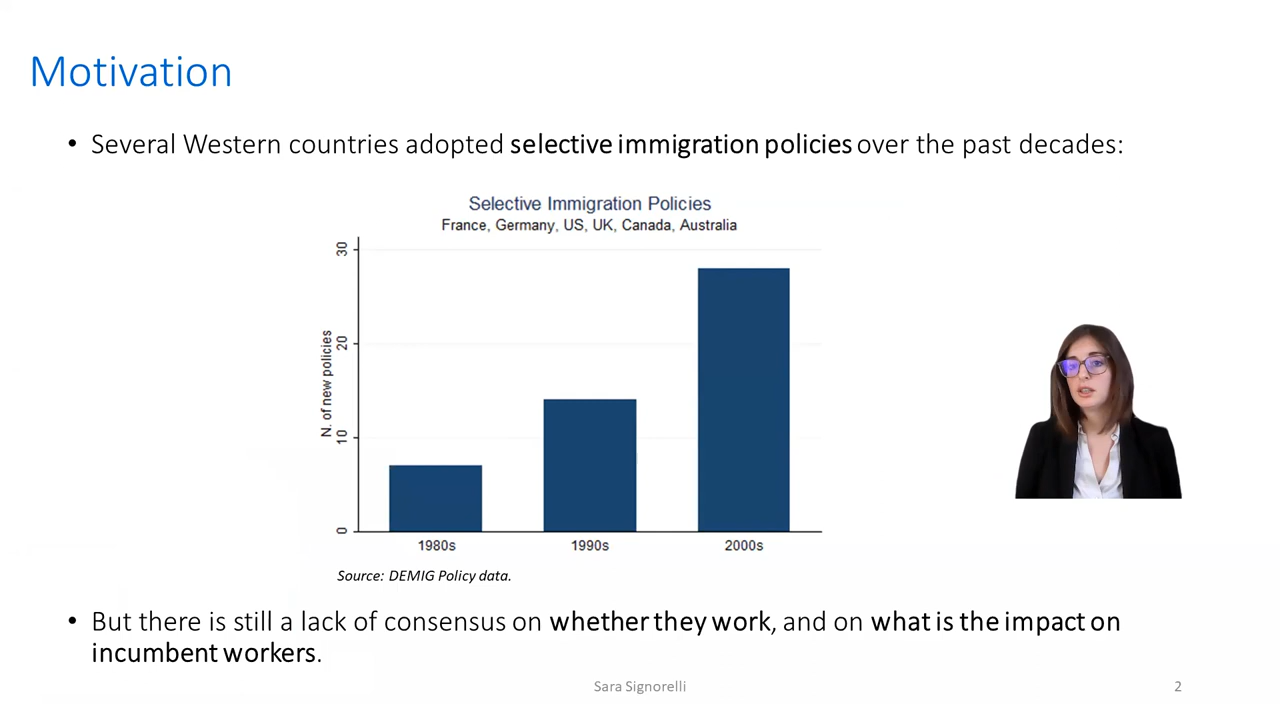 Motivation
• Several Western countries adopted selective immigration policies over the past decades:
Selective Immigration Policies
France, Germany, US, UK, Canada, Australia
N. of new policies
30
20
10
0
1980s 1990s 2000s
Source: DEMIG Policy data.
• But there is still a lack of consensus on whether they work, and on what is the impact on
incumbent workers.
Sara Signorelli 2